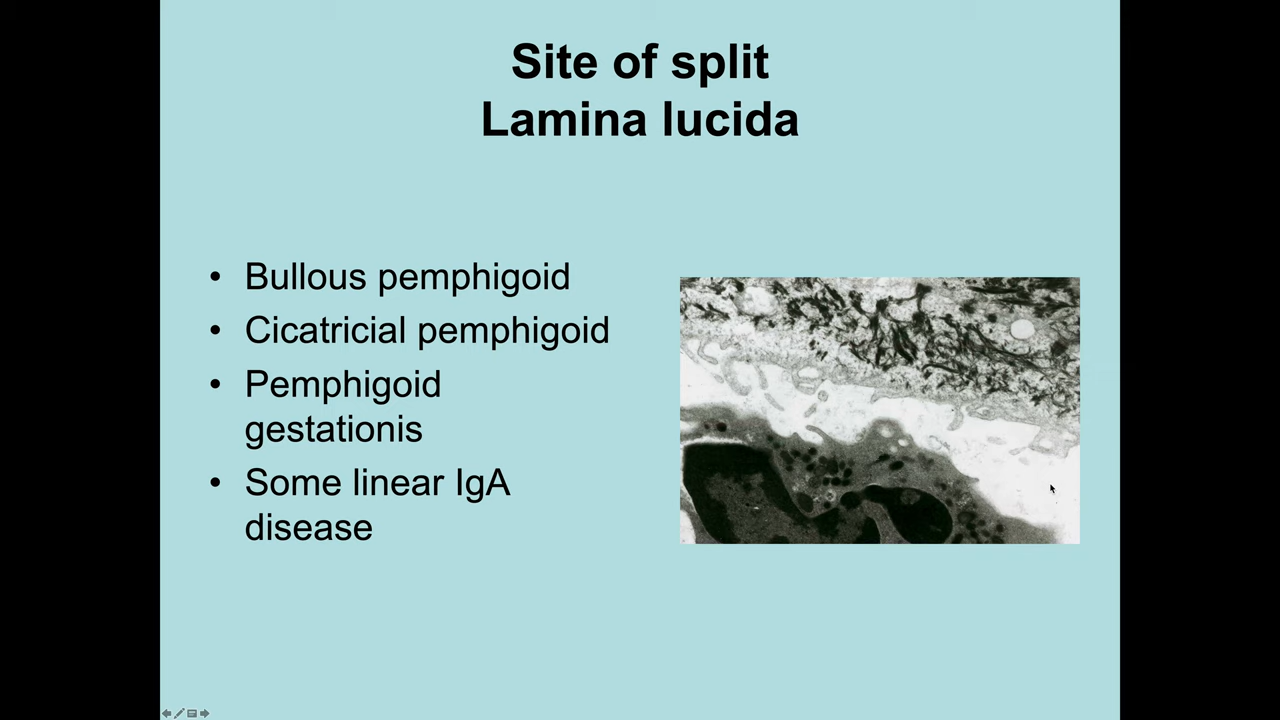 Site of split
Lamina lucida
• Bullous pemphigoid
• Cicatricial pemphigoid
• Pemphigoid
gestationis
• Some linear IgA
disease